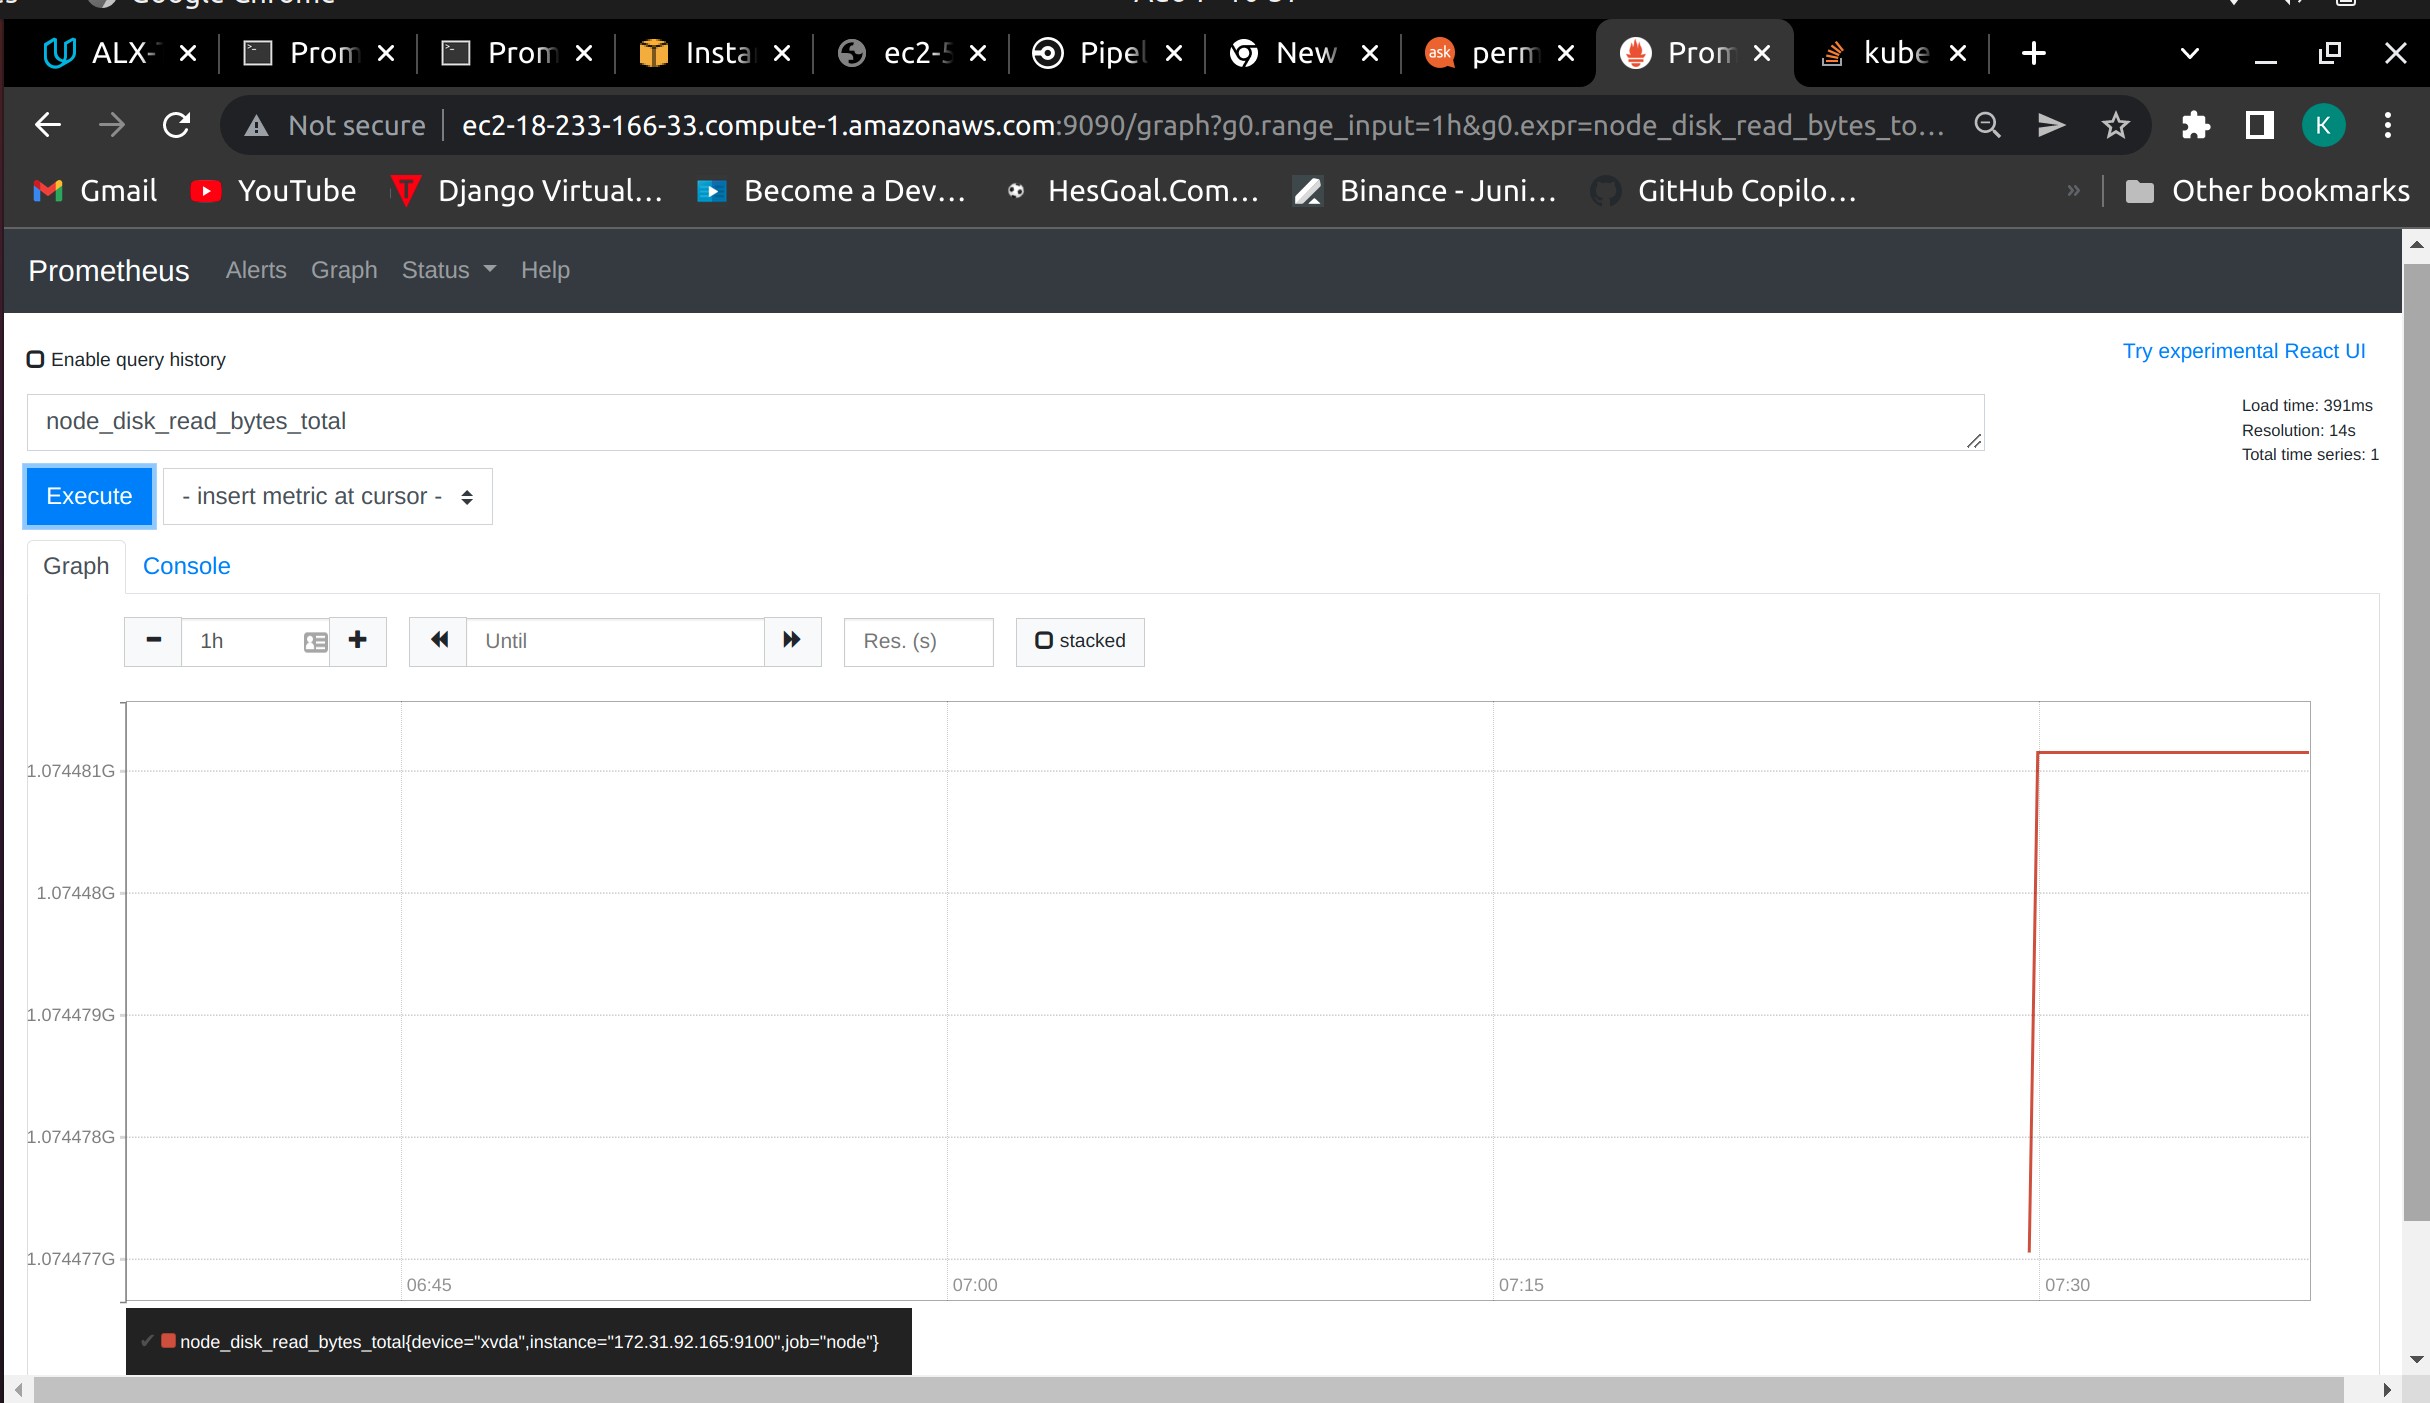 Google Chrome
ALX- Prom Prom Insta ec2-5 Pipel New perm Prom kube
Not secure ec2-18-233-166-33.compute-1.amazonaws.com:9090/graph?g0.range_input=1h&g0.expr=node_disk_read_bytes_to...
Gmail YouTube Django Virtual... Become a Dev... HesGoal.Com... Binance - Juni... GitHub Copilo... » Other bookmarks
Prometheus Alerts Graph Status Help
Enable query history
Try experimental React UI
node_disk_read_bytes_total
Load time: 391ms
Resolution: 14s
Total time series: 1
Execute - insert metric at cursor -
Graph Console
1h Until Res. (s) stacked
1.074481G
1.07448G
1.074479G
1.074478G
1.074477G
06:45 07:00 07:15 07:30
node_disk_read_bytes_total{device="xvda",instance="172.31.92.165:9100",job="node"}